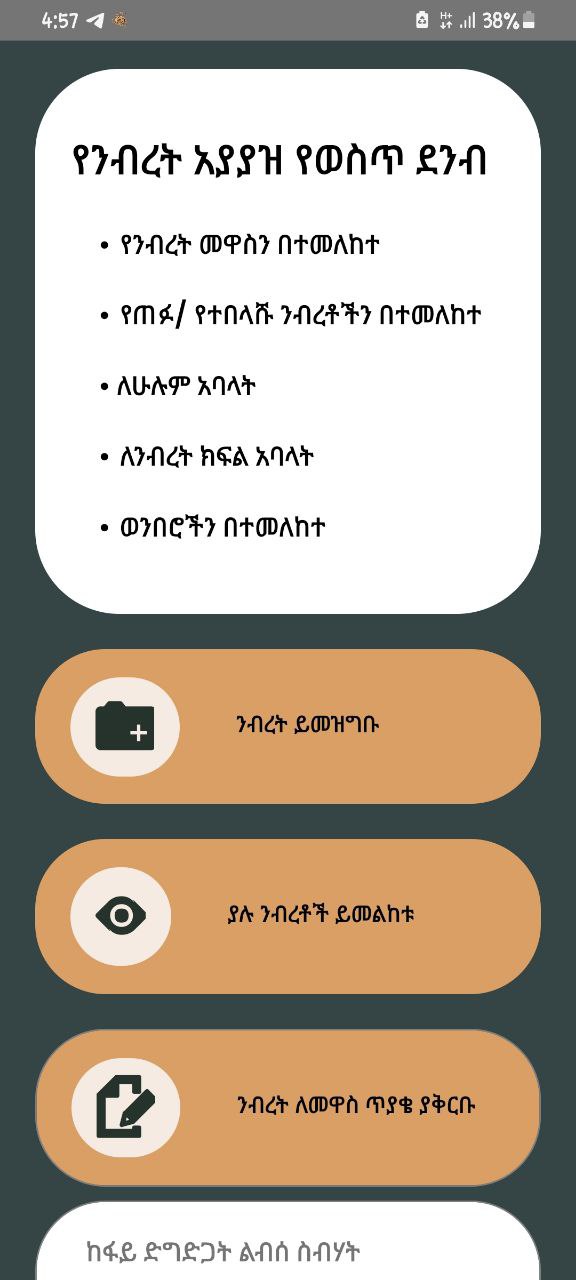 4:57 H+ 38%
የንብረት አያያዝ የወስጥ ደንብ
• የንብረት መዋስን በተመለከተ
• የጠፉ/ የተበላሹ ንብረቶችን በተመለከተ
• ለሁሉም አባላት
• ለንብረት ክፍል አባላት
• ወንበሮችን በተመለከተ
ንብረት ይመዝግቡ
ያሉ ንብረቶች ይመልከቱ
ንብረት ለመዋስ ጥያቄ ያቅርቡ
ከፋይ ድግድጋት ልብሰ ስብሃት